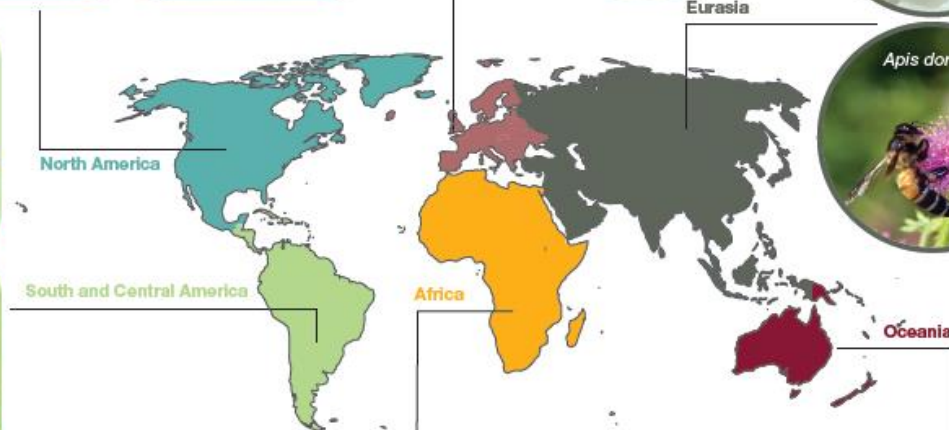 Eurasia
Apis dor
North America
South and Central America
Africa
Oceania